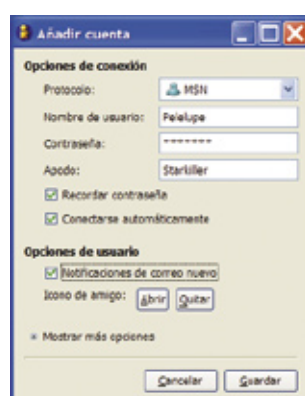 Añadir cuenta
Opciones de conexión
Protocolo: MSN
Nombre de usuario: Pelelupe
Contraseña: *******
Apodo: Starkiller
Recordar contraseña
Conectarse automáticamente
Opciones de usuario
Notificaciones de correo nuevo
Icono de amigo: Abrir Quitar
Mostrar más opciones
Cancelar Guardar